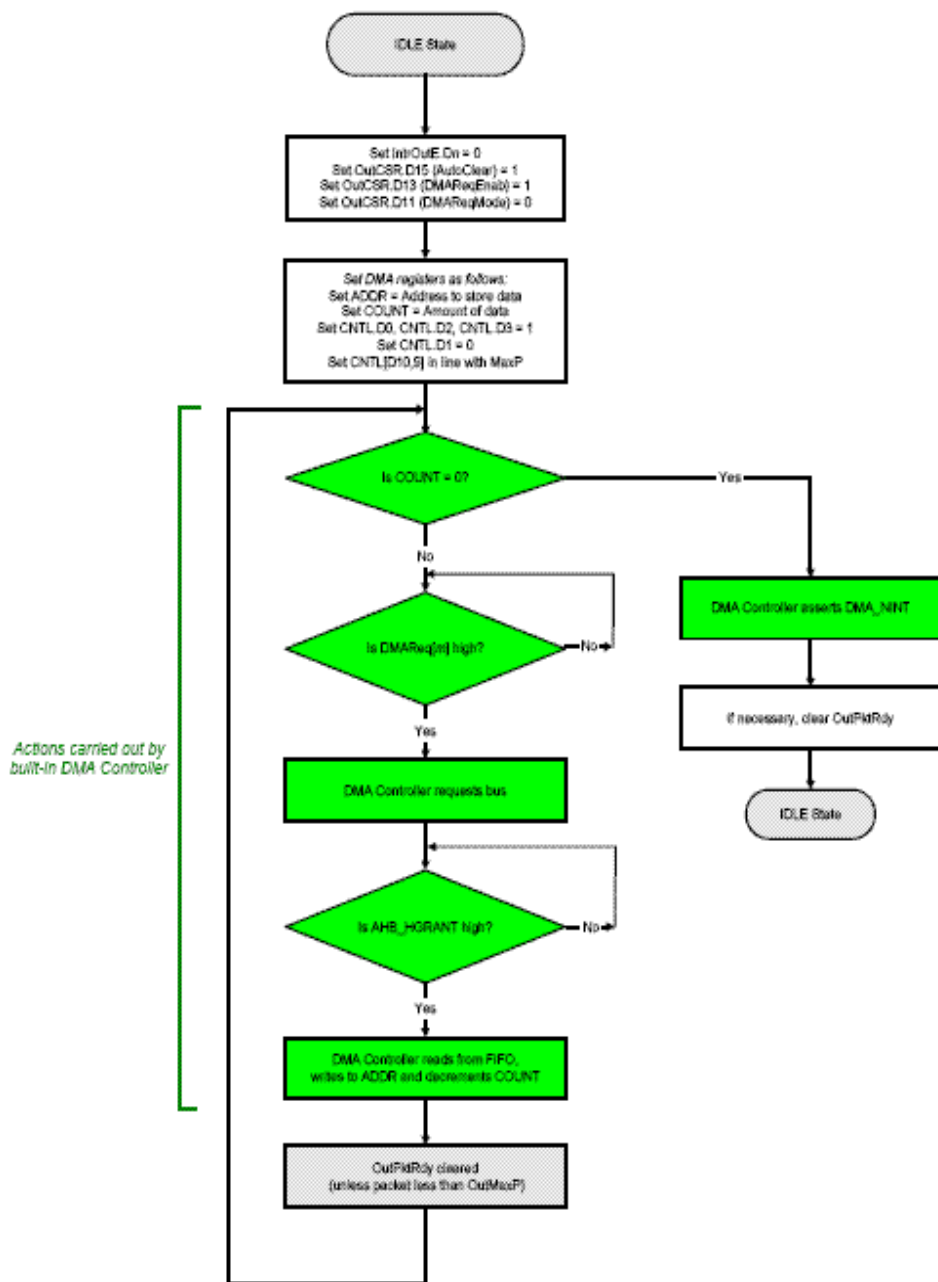 IDLE State
Set IntrOutE.Dn = 0
Set OutCSR.D15 (AutoClear) = 1
Set OutCSR.D13 (DMAReqEnab) = 1
Set OutCSR.D11 (DMAReqMode) = 0
Set DMA registers as follows:
Set ADDR = Address to store data
Set COUNT = Amount of data
Set CNTL.D0, CNTL.D2, CNTL.D3 = 1
Set CNTL.D1 = 0
Set CNTL[D10,9] in line with MaxP
Is COUNT = 0?
Yes
No
DMA Controller asserts DMA_NINT
Is DMAReq[m] high?
No
If necessary, clear OutPktRdy
Yes
Actions carried out by
built-in DMA Controller
DMA Controller requests bus
IDLE State
Is AHB_HGRANT high?
No
Yes
DMA Controller reads from FIFO,
writes to ADDR and decrements COUNT
OutPktRdy cleared
(unless packet less than OutMaxP)